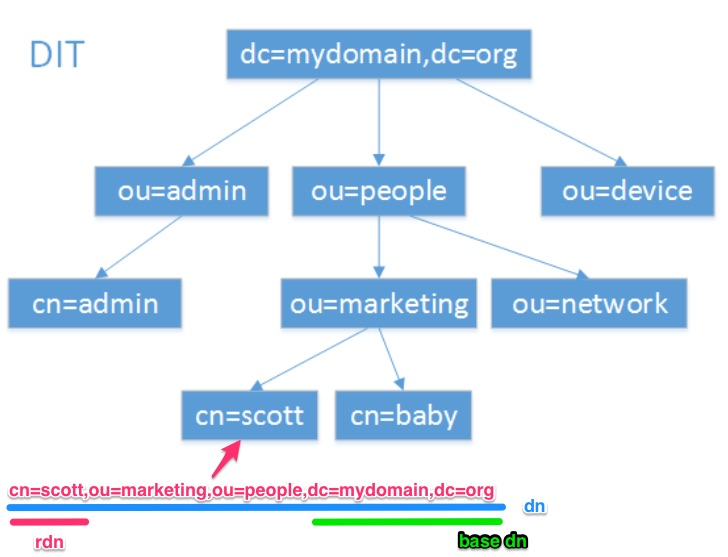 DIT
dc=mydomain,dc=org
ou=admin
ou=people
ou=device
cn=admin
ou=marketing
ou=network
cn=scott
cn=baby
cn=scott,ou=marketing,ou=people,dc=mydomain,dc=org
dn
rdn
base dn